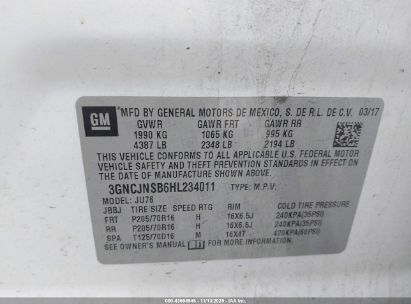 GM
MFD BY GENERAL MOTORS DE MEXICO, S. DE R.L. DE C.V. 03/17
GVWR GAWR FRT GAWR RR
1990 KG 1065 KG 995 KG
4387 LB 2348 LB 2194 LB
THIS VEHICLE CONFORMS TO ALL APPLICABLE U.S. FEDERAL MOTOR VEHICLE
SAFETY AND THEFT PREVENTION STANDARDS IN EFFECT ON THE DATE OF
MANUFACTURE SHOWN ABOVE.
3GNCJNSB6HL234011 TYPE: M.P.V.
MODEL: JU76
JBBJ TIRE SIZE SPEED RTG RIM COLD TIRE PRESSURE
FRT P205/70R16 H 16X6.5J 240KPA(35PSI)
RR P205/70R16 H 16X6.5J 240KPA(35PSI)
SPA T125/70D16 M 16X4T 420KPA(60PSI)
SEE OWNER'S MANUAL FOR MORE INFORMATION.